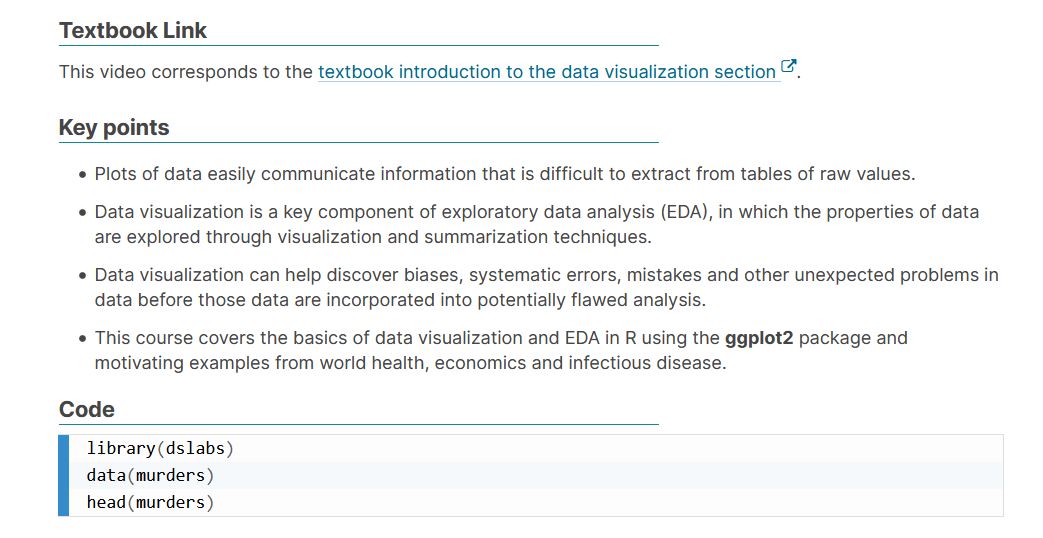 Textbook Link
This video corresponds to the textbook introduction to the data visualization section.
Key points
• Plots of data easily communicate information that is difficult to extract from tables of raw values.
• Data visualization is a key component of exploratory data analysis (EDA), in which the properties of data
are explored through visualization and summarization techniques.
• Data visualization can help discover biases, systematic errors, mistakes and other unexpected problems in
data before those data are incorporated into potentially flawed analysis.
• This course covers the basics of data visualization and EDA in R using the ggplot2 package and
motivating examples from world health, economics and infectious disease.
Code
library(dslabs)
data(murders)
head(murders)